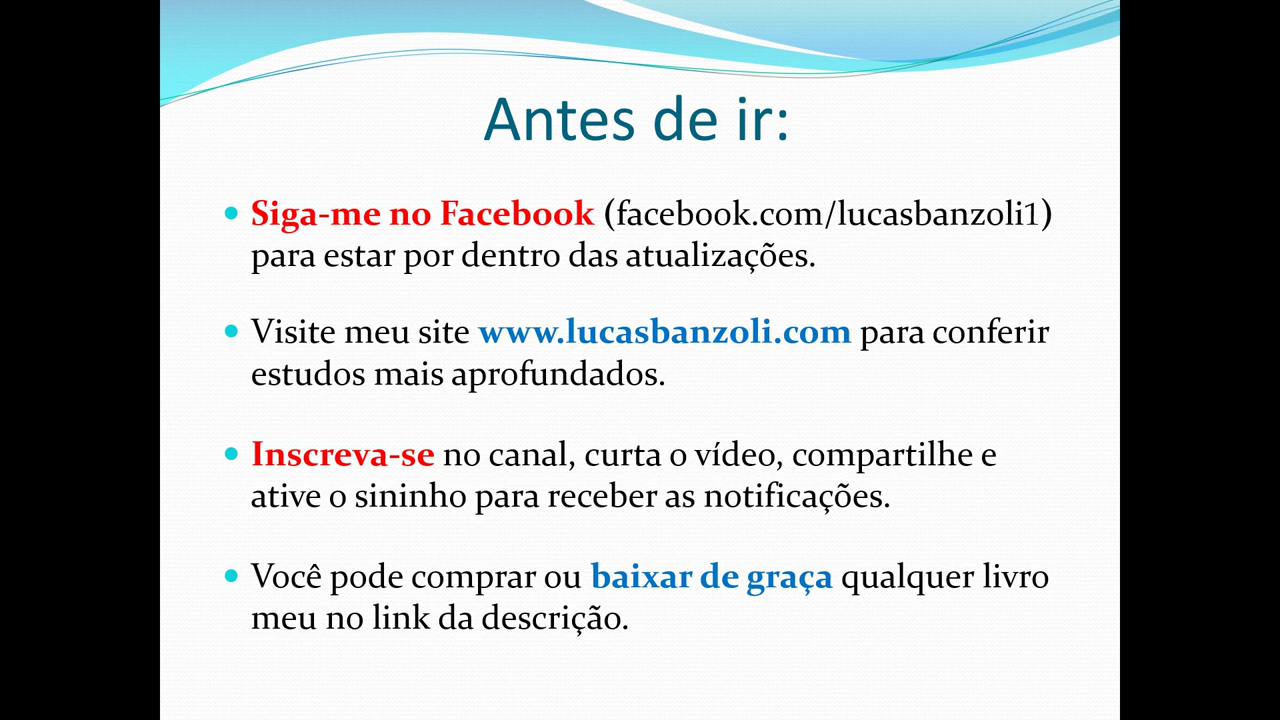 Antes de ir:
• Siga-me no Facebook (facebook.com/lucasbanzoli1)
para estar por dentro das atualizações.
• Visite meu site www.lucasbanzoli.com para conferir
estudos mais aprofundados.
• Inscreva-se no canal, curta o vídeo, compartilhe e
ative o sininho para receber as notificações.
• Você pode comprar ou baixar de graça qualquer livro
meu no link da descrição.